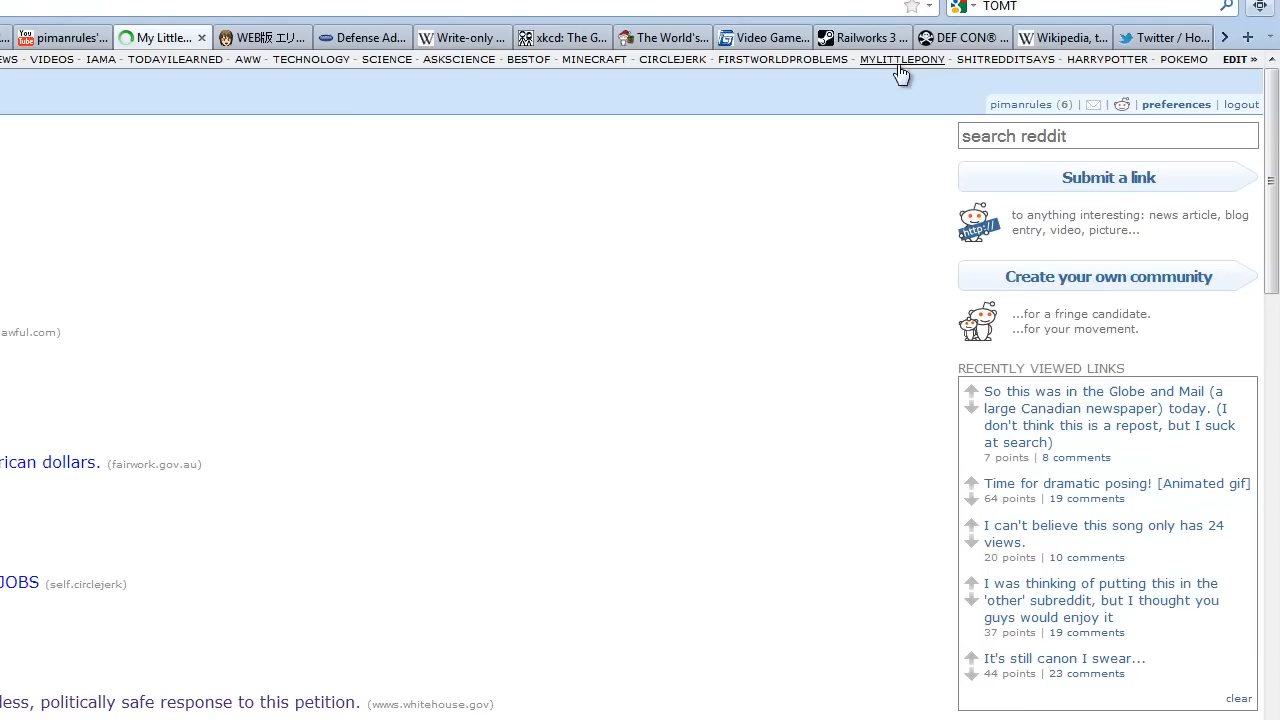 TOMT
... pimanrules'...
My Little...
WEB版 エリ...
Defense Ad...
Write-only ...
xkcd: The G...
The World's...
Video Game...
Railworks 3 ...
DEF CON® ...
Wikipedia, t...
Twitter / Ho...
EWS - VIDEOS - IAMA - TODAYILEARNED - AWW - TECHNOLOGY - SCIENCE - ASKSCIENCE - BESTOF - MINECRAFT - CIRCLEJERK - FIRSTWORLDPROBLEMS - MYLITTLEPONY - SHITREDDITSAYS - HARRYPOTTER - POKEMO EDIT »
pimanrules (6) | | | preferences | logout
search reddit
Submit a link
http://
to anything interesting: news article, blog
entry, video, picture...
Create your own community
...for a fringe candidate.
...for your movement.
awful.com)
RECENTLY VIEWED LINKS
So this was in the Globe and Mail (a
large Canadian newspaper) today. (I
don't think this is a repost, but I suck
at search)
7 points | 8 comments
rican dollars. (fairwork.gov.au)
Time for dramatic posing! [Animated gif]
64 points | 19 comments
I can't believe this song only has 24
views.
20 points | 10 comments
JOBS (self.circlejerk)
I was thinking of putting this in the
'other' subreddit, but I thought you
guys would enjoy it
37 points | 19 comments
It's still canon I swear...
44 points | 23 comments
clear
less, politically safe response to this petition. (wwws.whitehouse.gov)